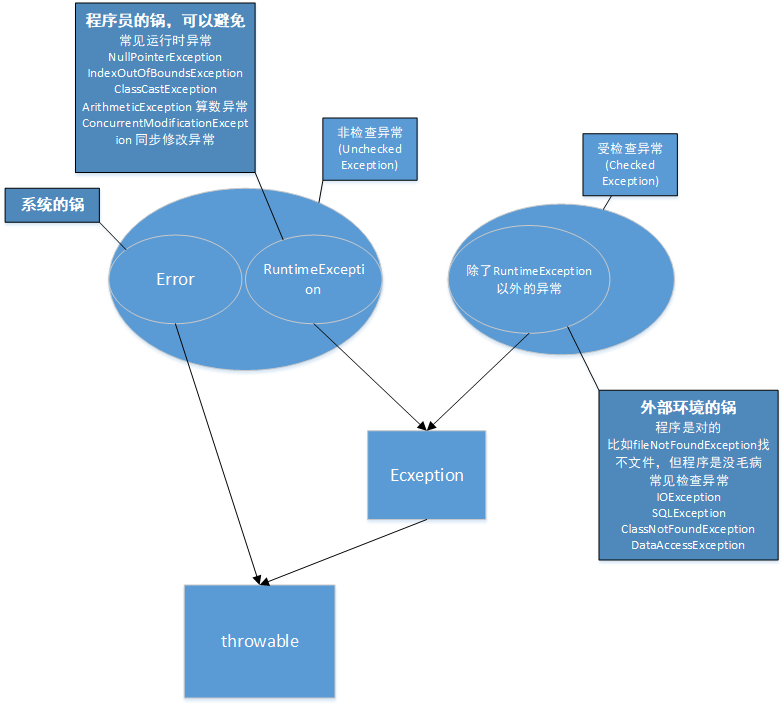 程序员的锅，可以避免
常见运行时异常
NullPointerException
IndexOutOfBoundsException
ClassCastException
ArithmeticException 算数异常
ConcurrentModificationExcept
ion 同步修改异常
非检查异常
(Unchecked
Exception)
受检查异常
(Checked
Exception)
系统的锅
Error
RuntimeExcepti
on
除了RuntimeException
以外的异常
外部环境的锅
程序是对的
比如fileNotFoundException找
不文件，但程序是没毛病
常见检查异常
IOException
SQLException
ClassNotFoundException
DataAccessException
Ecxeption
throwable